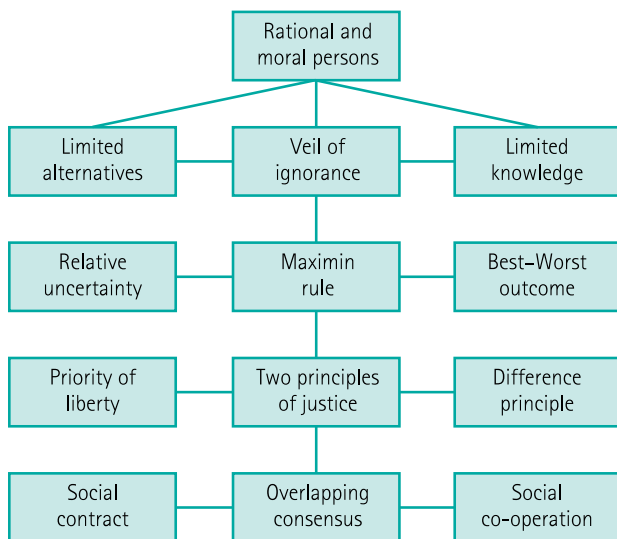 Rational and
moral persons
Limited
alternatives
Veil of
ignorance
Limited
knowledge
Relative
uncertainty
Maximin
rule
Best–Worst
outcome
Priority of
liberty
Two principles
of justice
Difference
principle
Social
contract
Overlapping
consensus
Social
co-operation